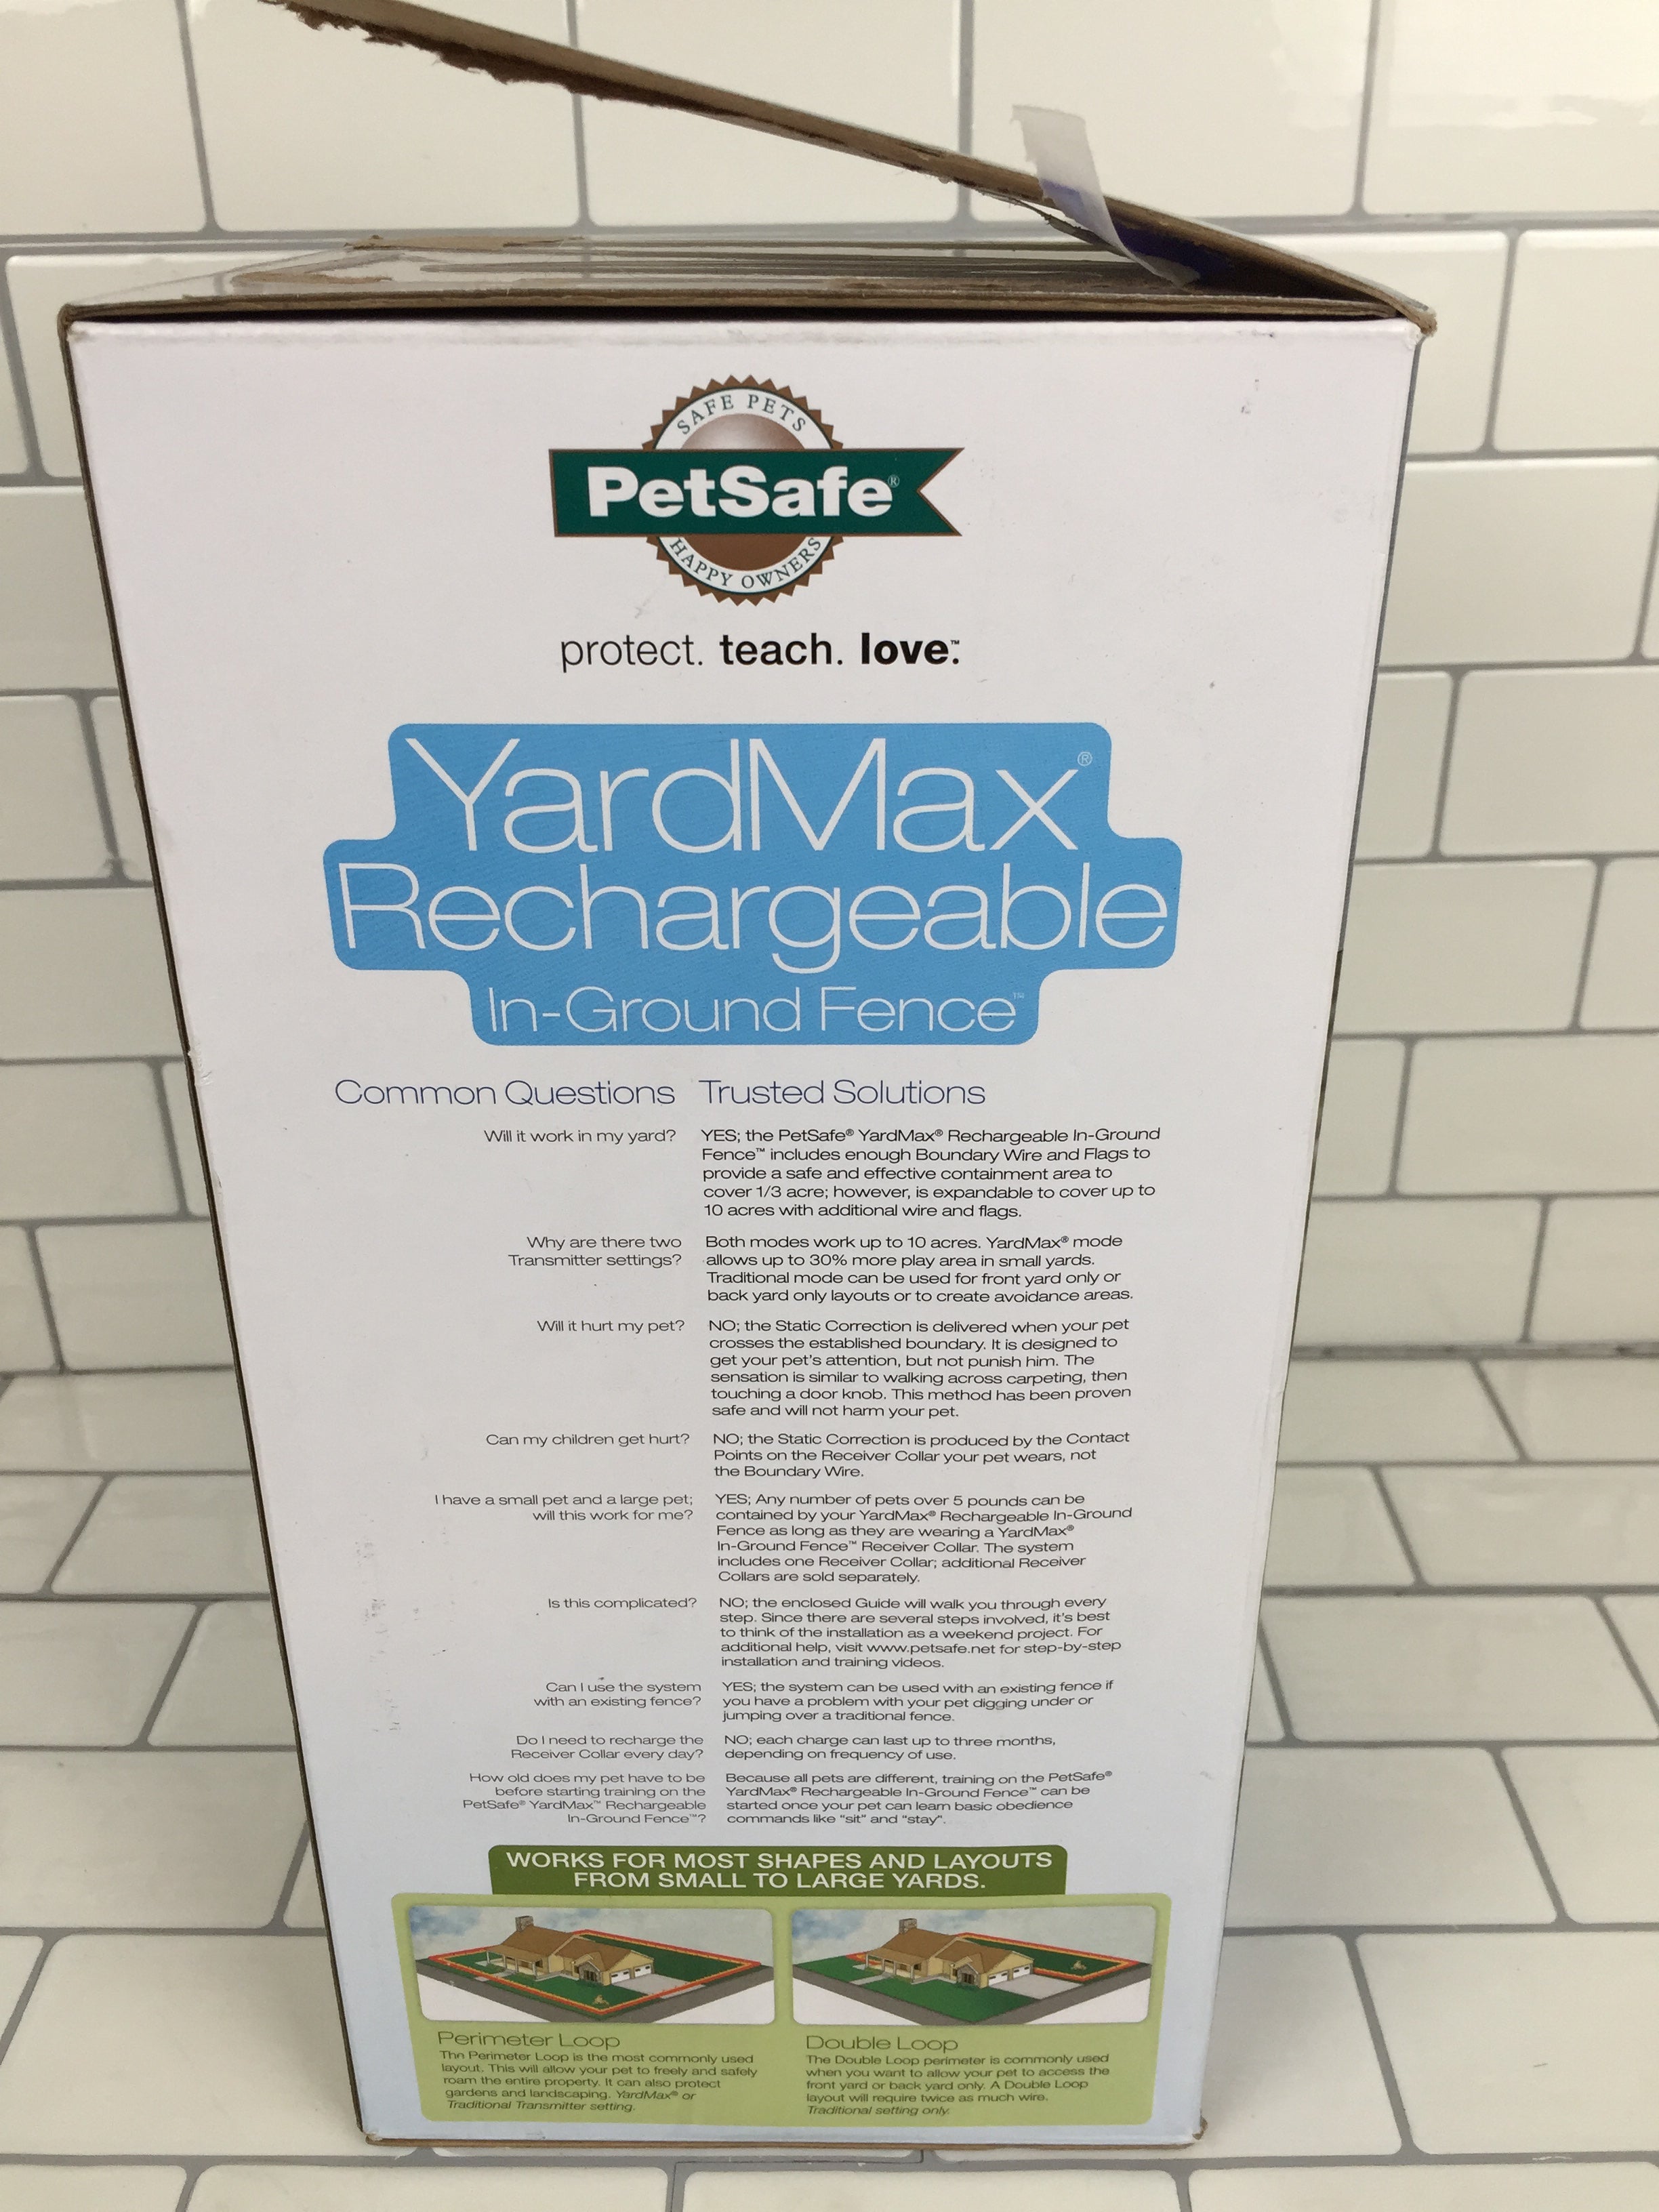 SAFE PETS
PetSafe®
HAPPY OWNERS
protect. teach. love.™
YardMax®
Rechargeable
In-Ground Fence™
Common Questions Trusted Solutions
Will it work in my yard?
YES; the PetSafe® YardMax® Rechargeable In-Ground
Fence™ includes enough Boundary Wire and Flags to
provide a safe and effective containment area to
cover 1/3 acre; however, is expandable to cover up to
10 acres with additional wire and flags.
Why are there two
Transmitter settings?
Both modes work up to 10 acres. YardMax® mode
allows up to 30% more play area in small yards.
Traditional mode can be used for front yard only or
back yard only layouts or to create avoidance areas.
Will it hurt my pet?
NO; the Static Correction is delivered when your pet
crosses the established boundary. It is designed to
get your pet's attention, but not punish him. The
sensation is similar to walking across carpeting, then
touching a door knob. This method has been proven
safe and will not harm your pet.
Can my children get hurt?
NO; the Static Correction is produced by the Contact
Points on the Receiver Collar your pet wears, not
the Boundary Wire.
I have a small pet and a large pet;
will this work for me?
YES; Any number of pets over 5 pounds can be
contained by your YardMax® Rechargeable In-Ground
Fence as long as they are wearing a YardMax®
In-Ground Fence™ Receiver Collar. The system
includes one Receiver Collar; additional Receiver
Collars are sold separately.
Is this complicated?
NO; the enclosed Guide will walk you through every
step. Since there are several steps involved, it's best
to think of the installation as a weekend project. For
additional help, visit www.petsafe.net for step-by-step
installation and training videos.
Can I use the system
with an existing fence?
YES; the system can be used with an existing fence if
you have a problem with your pet digging under or
jumping over a traditional fence.
Do I need to recharge the
Receiver Collar every day?
NO; each charge can last up to three months,
depending on frequency of use.
How old does my pet have to be
before starting training on the
PetSafe® YardMax™ Rechargeable
In-Ground Fence™?
Because all pets are different, training on the PetSafe®
YardMax® Rechargeable In-Ground Fence™ can be
started once your pet can learn basic obedience
commands like "sit" and "stay".
WORKS FOR MOST SHAPES AND LAYOUTS
FROM SMALL TO LARGE YARDS.
Perimeter Loop
Thn Perimeter Loop is the most commonly used
layout. This will allow your pet to freely and safely
roam the entire property. It can also protect
gardens and landscaping. YardMax® or
Traditional Transmitter setting.
Double Loop
The Double Loop perimeter is commonly used
when you want to allow your pet to access the
front yard or back yard only. A Double Loop
layout will require twice as much wire.
Traditional setting only.